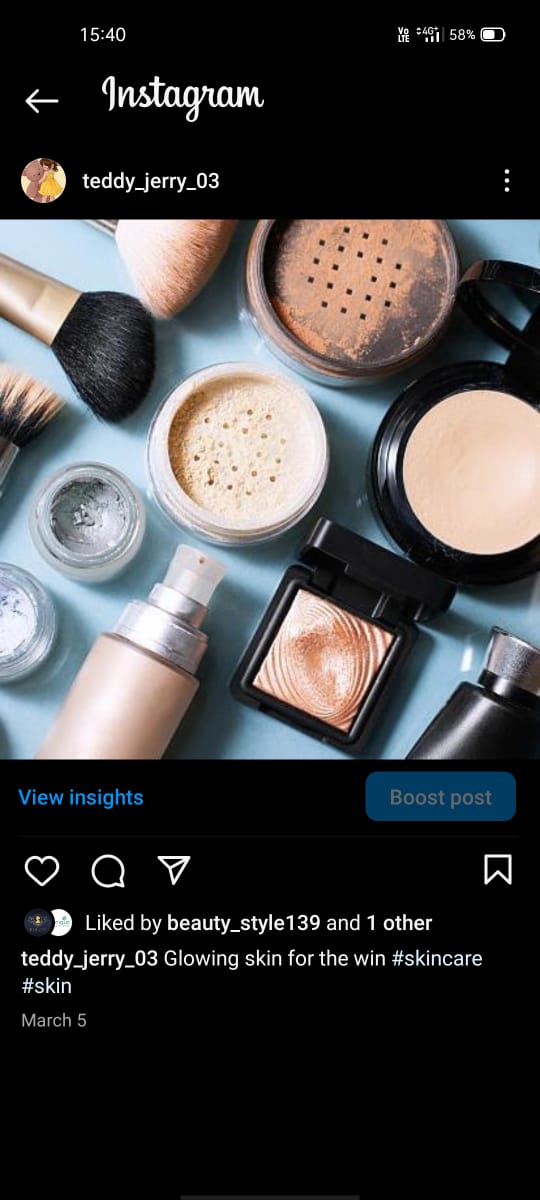 15:40
Vo LTE 4G+ 58%
Instagram
teddy_jerry_03
View insights
Boost post
Liked by beauty_style139 and 1 other
teddy_jerry_03 Glowing skin for the win #skincare
#skin
March 5